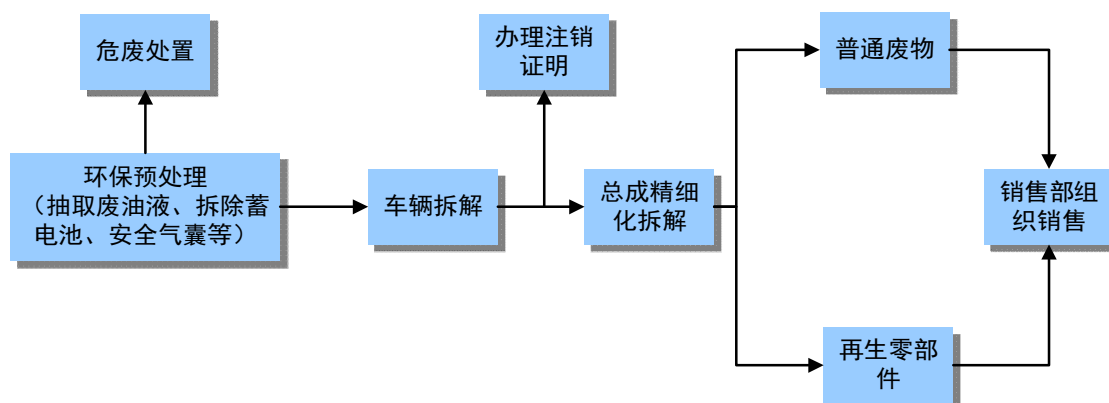 危废处置
办理注销
证明
普通废物
环保预处理
（抽取废油液、拆除蓄
电池、安全气囊等）
车辆拆解
总成精细
化拆解
销售部组
织销售
再生零部
件